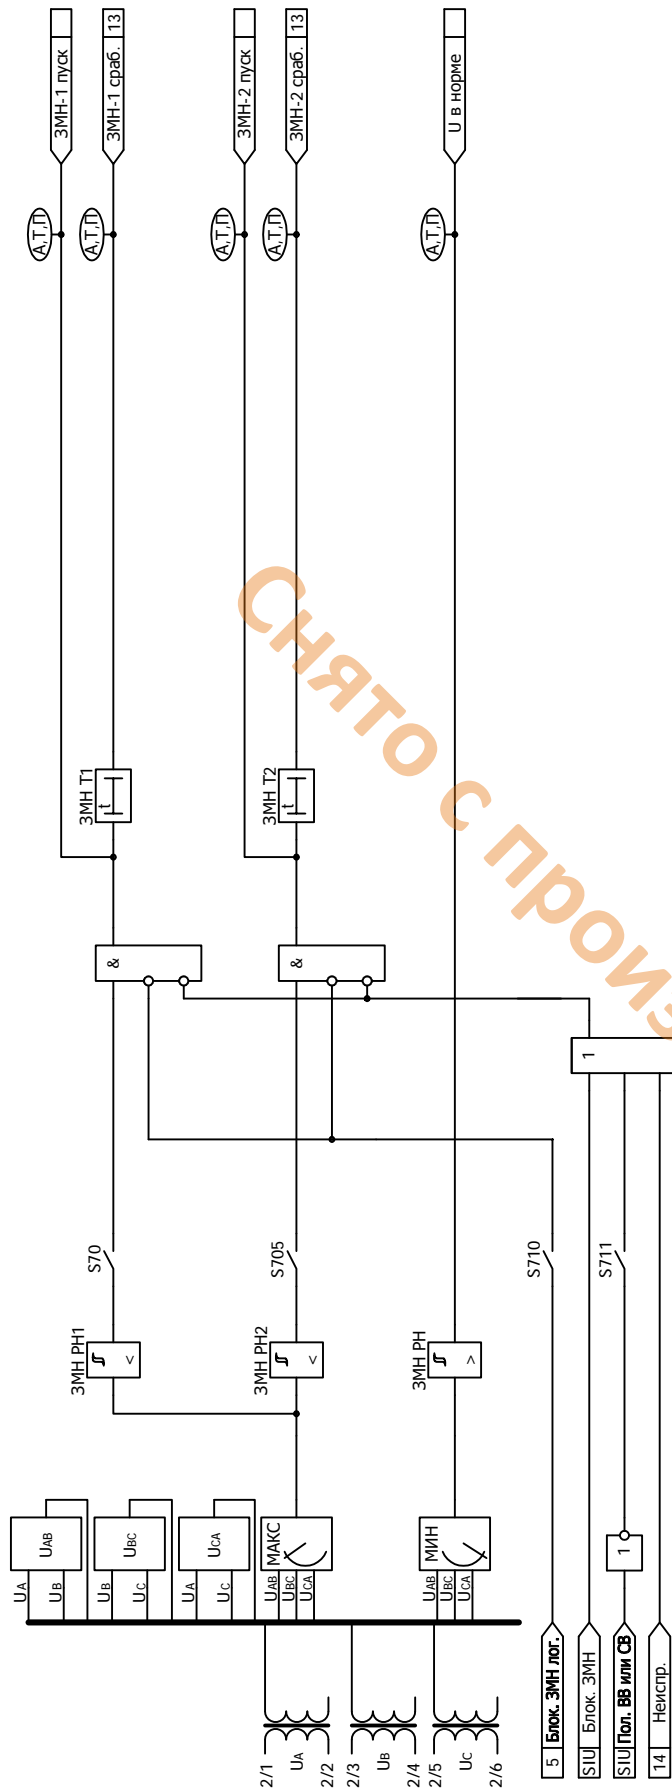 ЗМН-1 пуск
ЗМН-1 сраб. 13
ЗМН-2 пуск
ЗМН-2 сраб. 13
U в норме
А,Т,П
А,Т,П
А,Т,П
А,Т,П
А,Т,П
ЗМН Т1
t
ЗМН Т2
t
&
&
1
S70
S705
S710
S711
ЗМН РН1
<
ЗМН РН2
<
ЗМН РН
>
UAB
UBC
UCA
МАКС
МИН
1
UA
UB
UB
UC
UA
UC
UAB
UBC
UCA
UAB
UBC
UCA
2/1
UA
2/2
2/3
UB
2/4
2/5
UC
2/6
5 Блок. ЗМН лог.
SIU Блок. ЗМН
SIU Пол. ВВ или СВ
14 Неиспр.
Снято с произ